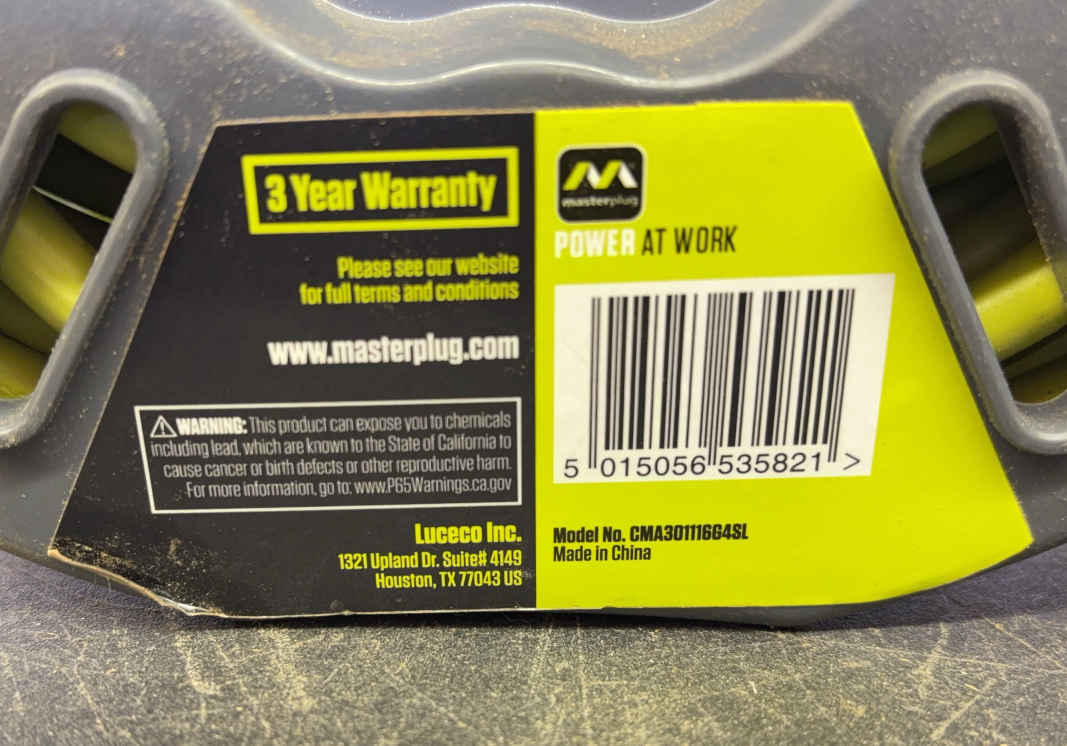 3 Year Warranty
Please see our website
for full terms and conditions
www.masterplug.com
WARNING: This product can expose you to chemicals
including lead, which are known to the State of California to
cause cancer or birth defects or other reproductive harm.
For more information, go to: www.P65Warnings.ca.gov
Luceco Inc.
1321 Upland Dr. Suite# 4149
Houston, TX 77043 US
masterplug
POWER AT WORK
5 015056 535821 >
Model No. CMA30111664SL
Made in China